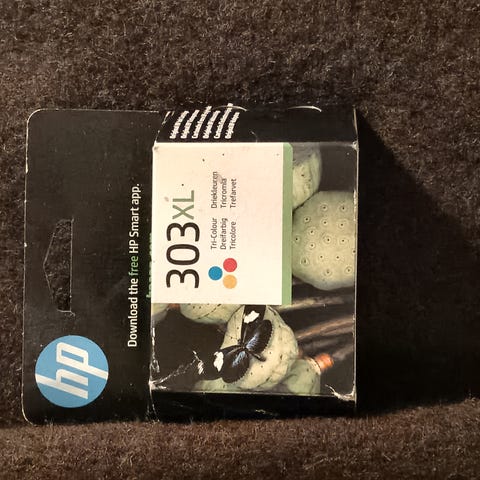 hp
Download the free HP Smart app.
303XL
Tri-Colour Driekleuren
Dreifarbig Tricromia
Tricolore Trefarvet